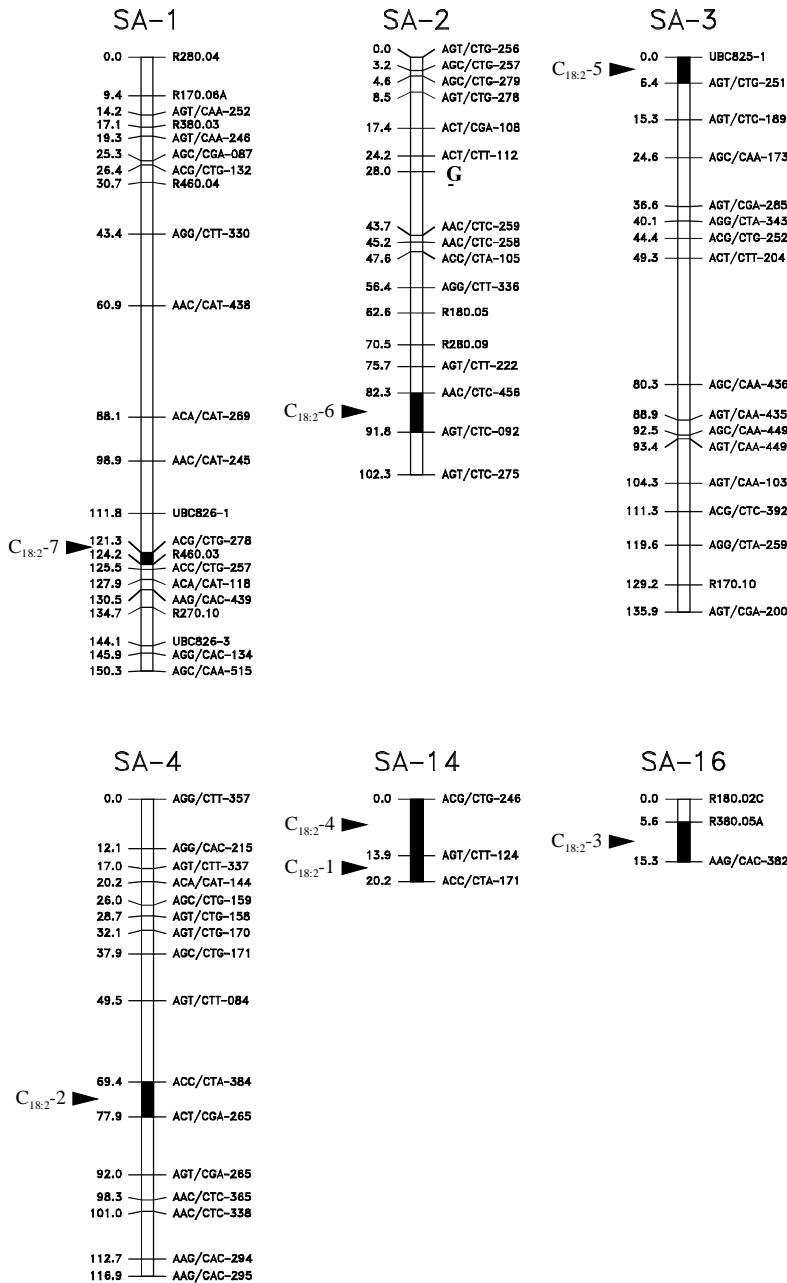 SA-1
0.0 R280.04
9.4 R170.06A
14.2 AGT/CAA-252
17.1 R380.03
19.3 AGT/CAA-246
25.3 AGC/CGA-087
26.4 ACG/CTG-132
30.7 R460.04
43.4 AGG/CTT-330
60.9 AAC/CAT-438
88.1 ACA/CAT-269
98.9 AAC/CAT-245
111.8 UBC826-1
C18:2-7
121.3 ACG/CTG-278
124.2 R460.03
125.5 ACC/CTG-257
127.9 ACA/CAT-118
130.5 AAG/CAC-439
134.7 R270.10
144.1 UBC826-3
145.9 AGG/CAC-134
150.3 AGC/CAA-515
SA-2
0.0 AGT/CTG-256
3.2 AGC/CTG-257
4.6 AGC/CTG-279
8.5 AGT/CTG-278
17.4 ACT/CGA-108
24.2 ACT/CTT-112
28.0 G
43.7 AAC/CTC-259
45.2 AAC/CTC-258
47.6 ACC/CTA-105
56.4 AGG/CTT-336
62.6 R180.05
70.5 R280.09
75.7 AGT/CTT-222
82.3 AAC/CTC-456
C18:2-6
91.8 AGT/CTC-092
102.3 AGT/CTC-275
SA-3
0.0 UBC825-1
C18:2-5
6.4 AGT/CTG-251
15.3 AGT/CTC-189
24.6 AGC/CAA-173
36.6 AGT/CGA-285
40.1 AGG/CTA-343
44.4 ACG/CTG-252
49.3 ACT/CTT-204
80.3 AGC/CAA-436
88.9 AGT/CAA-435
92.5 AGC/CAA-449
93.4 AGT/CAA-449
104.3 AGT/CAA-103
111.3 ACG/CTC-392
119.6 AGG/CTA-259
129.2 R170.10
135.9 AGT/CGA-200
SA-4
0.0 AGG/CTT-357
12.1 AGG/CAC-215
17.0 AGT/CTT-337
20.2 ACA/CAT-144
26.0 AGC/CTG-159
28.7 AGT/CTG-158
32.1 AGT/CTG-170
37.9 AGC/CTG-171
49.5 AGT/CTT-084
69.4 ACC/CTA-384
C18:2-2
77.9 ACT/CGA-265
92.0 AGT/CGA-265
98.3 AAC/CTC-365
101.0 AAC/CTC-338
112.7 AAG/CAC-294
116.9 AAG/CAC-295
SA-14
0.0 ACG/CTG-246
C18:2-4
13.9 AGT/CTT-124
C18:2-1
20.2 ACC/CTA-171
SA-16
0.0 R180.02C
5.6 R380.05A
C18:2-3
15.3 AAG/CAC-382